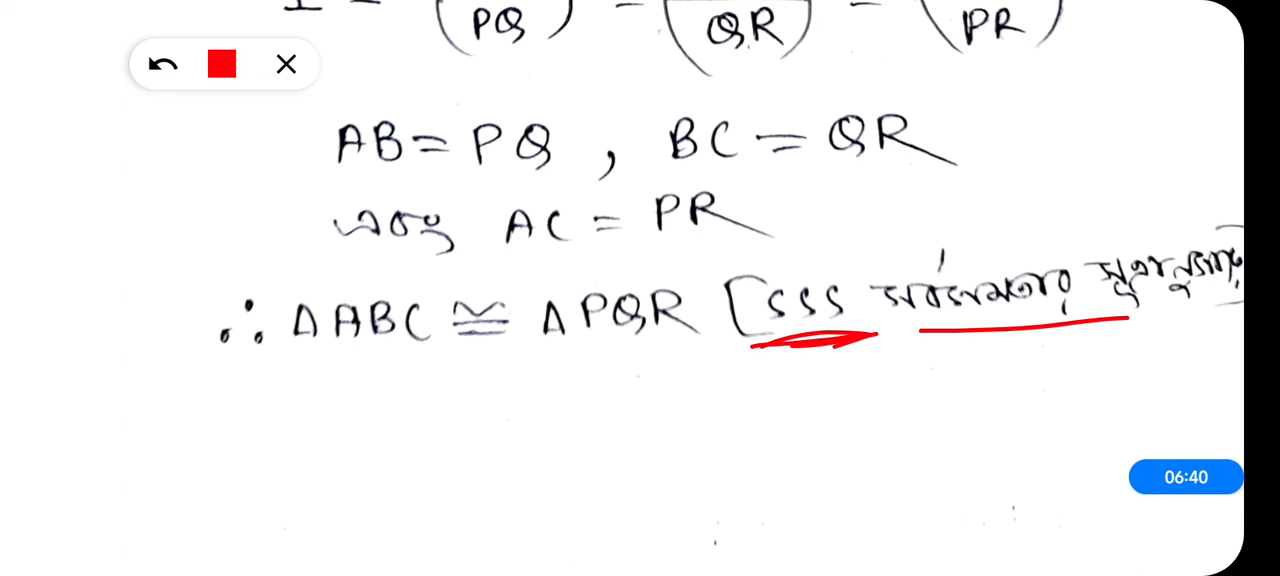 (PQ) = (QR) = (PR)
AB = PQ , BC = QR
এবং AC = PR
∴ ΔABC ≅ ΔPQR [SSS সর্বসমতার সূত্রানুসারে]
06:40